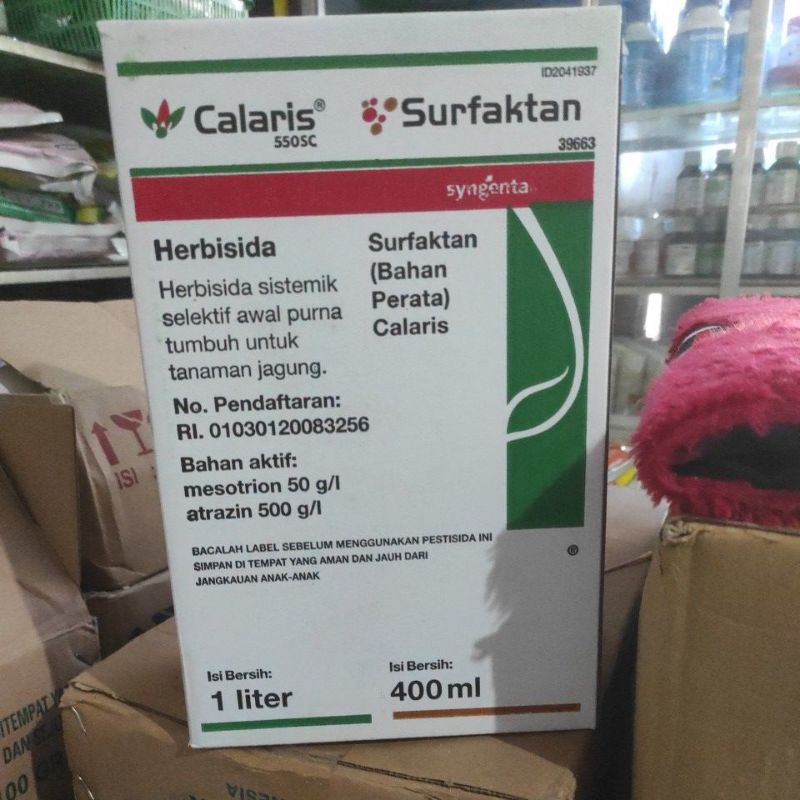 ID2041937
Calaris®
550SC
Surfaktan
39663
syngenta
Herbisida
Herbisida sistemik
selektif awal purna
tumbuh untuk
tanaman jagung.
Surfaktan
(Bahan
Perata)
Calaris
No. Pendaftaran:
RI. 01030120083256
Bahan aktif:
mesotrion 50 g/l
atrazin 500 g/l
BACALAH LABEL SEBELUM MENGGUNAKAN PESTISIDA INI
SIMPAN DI TEMPAT YANG AMAN DAN JAUH DARI
JANGKAUAN ANAK-ANAK
®
Isi Bersih:
1 liter
Isi Bersih:
400 ml
ISI